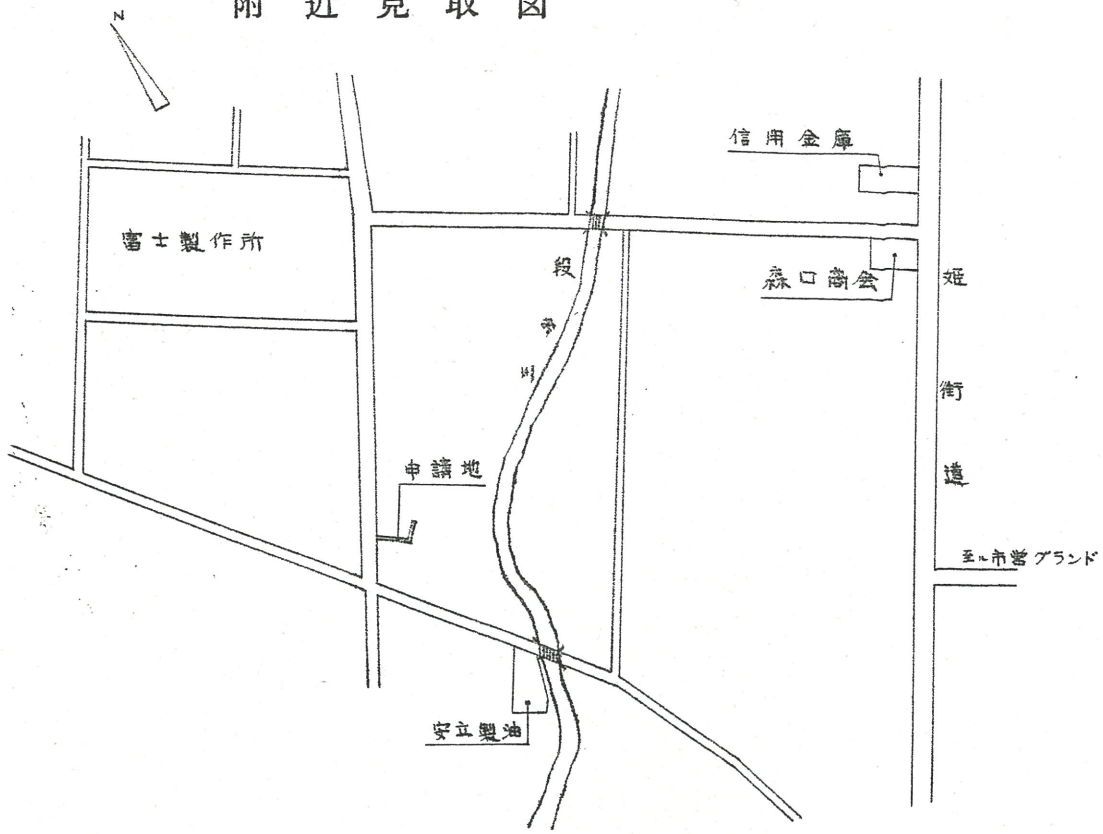 附近見取図
N
信用金庫
富士製作所
段
森口商会
姫街道
申請地
至ル市営グランド
安立製油